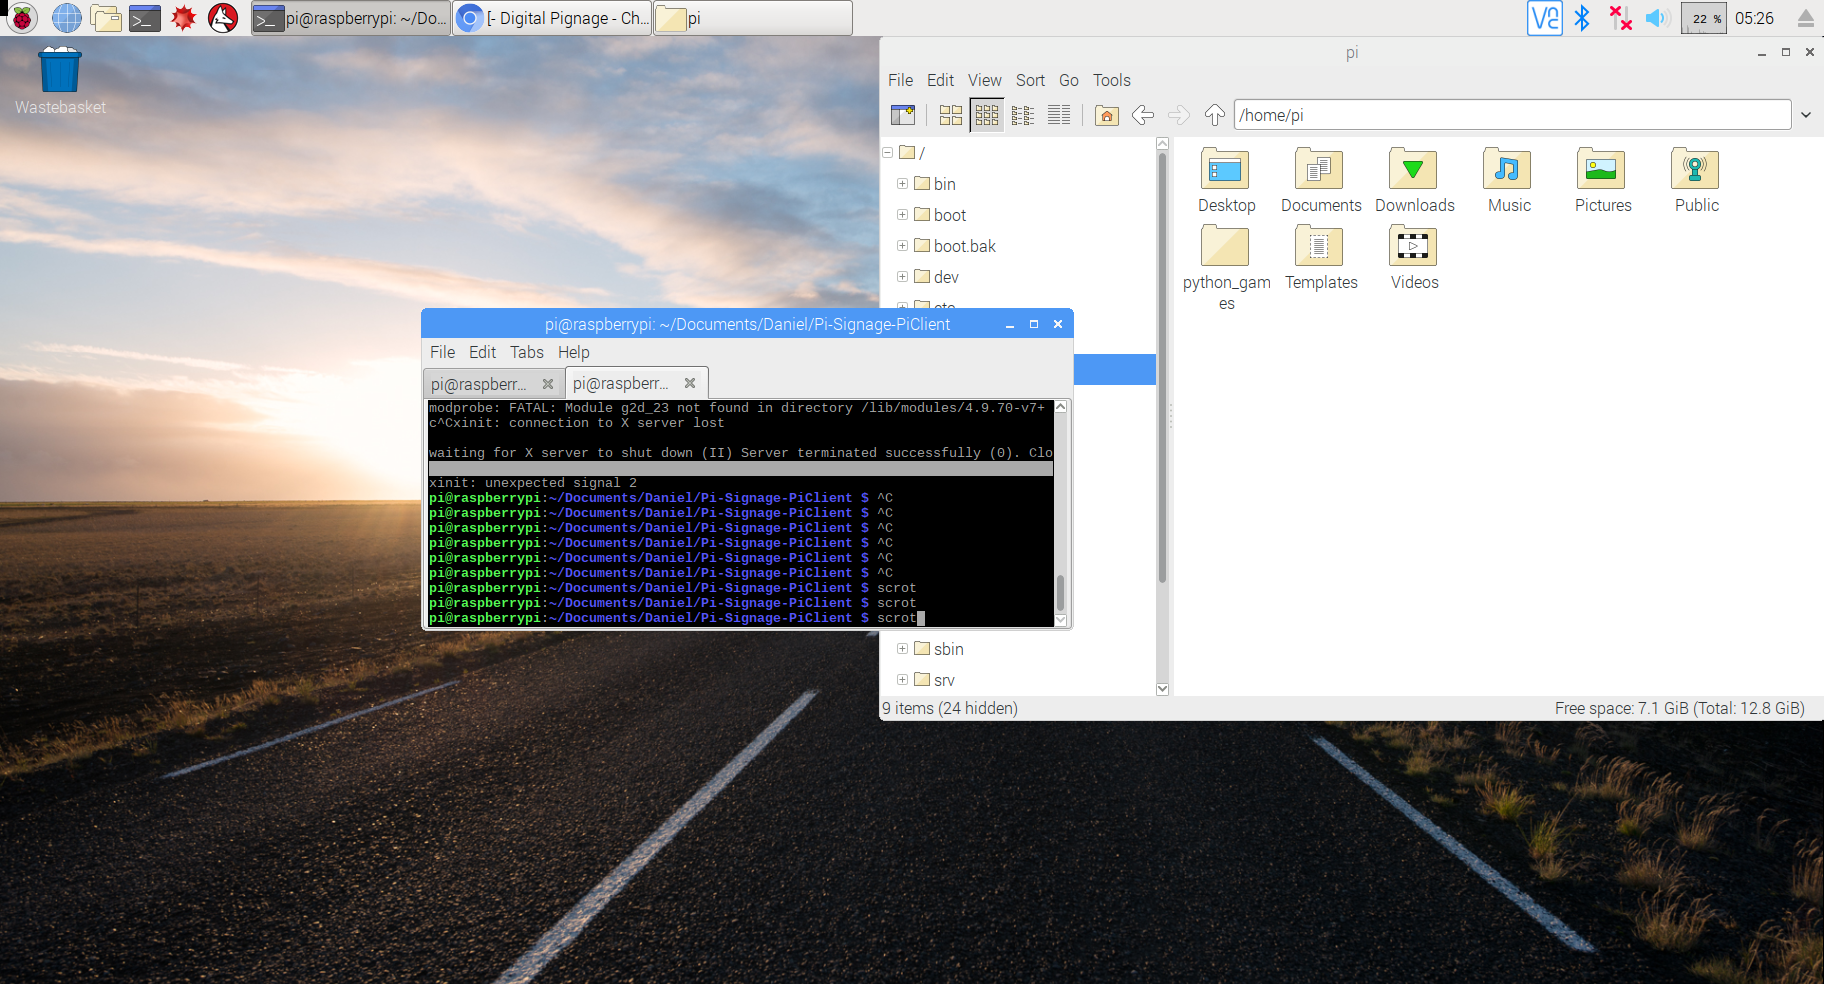 pi@raspberrypi: ~/Do...
[- Digital Pignage - Ch...
pi
22 %
05:26
Wastebasket
pi
File Edit View Sort Go Tools
/home/pi
/
bin
boot
boot.bak
dev
sbin
srv
Desktop
Documents
Downloads
Music
Pictures
Public
python_gam
es
Templates
Videos
9 items (24 hidden)
Free space: 7.1 GiB (Total: 12.8 GiB)
pi@raspberrypi: ~/Documents/Daniel/Pi-Signage-PiClient
File Edit Tabs Help
pi@raspberr...
pi@raspberr...
modprobe: FATAL: Module g2d_23 not found in directory /lib/modules/4.9.70-v7+
c^Cxinit: connection to X server lost
waiting for X server to shut down (II) Server terminated successfully (0). Clo
xinit: unexpected signal 2
pi@raspberrypi:~/Documents/Daniel/Pi-Signage-PiClient $ ^C
pi@raspberrypi:~/Documents/Daniel/Pi-Signage-PiClient $ ^C
pi@raspberrypi:~/Documents/Daniel/Pi-Signage-PiClient $ ^C
pi@raspberrypi:~/Documents/Daniel/Pi-Signage-PiClient $ ^C
pi@raspberrypi:~/Documents/Daniel/Pi-Signage-PiClient $ ^C
pi@raspberrypi:~/Documents/Daniel/Pi-Signage-PiClient $ ^C
pi@raspberrypi:~/Documents/Daniel/Pi-Signage-PiClient $ scrot
pi@raspberrypi:~/Documents/Daniel/Pi-Signage-PiClient $ scrot
pi@raspberrypi:~/Documents/Daniel/Pi-Signage-PiClient $ scrot